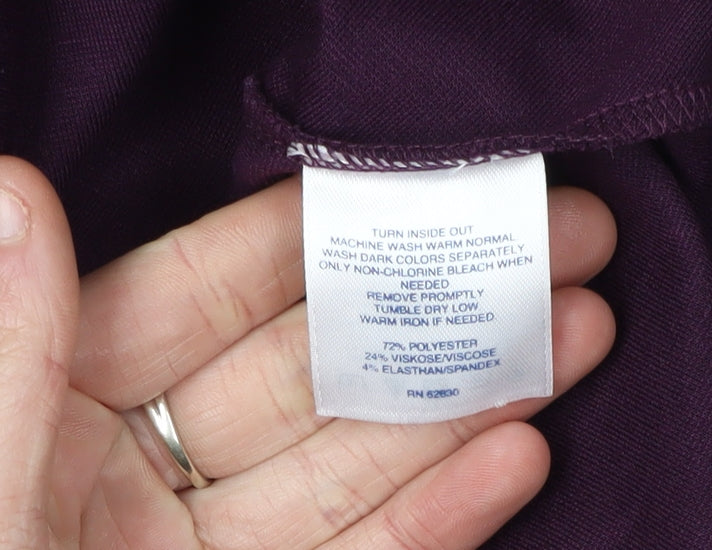 TURN INSIDE OUT
MACHINE WASH WARM NORMAL
WASH DARK COLORS SEPARATELY
ONLY NON-CHLORINE BLEACH WHEN
NEEDED
REMOVE PROMPTLY
TUMBLE DRY LOW
WARM IRON IF NEEDED
72% POLYESTER
24% VISKOSE/VISCOSE
4% ELASTHAN/SPANDEX
RN 62830